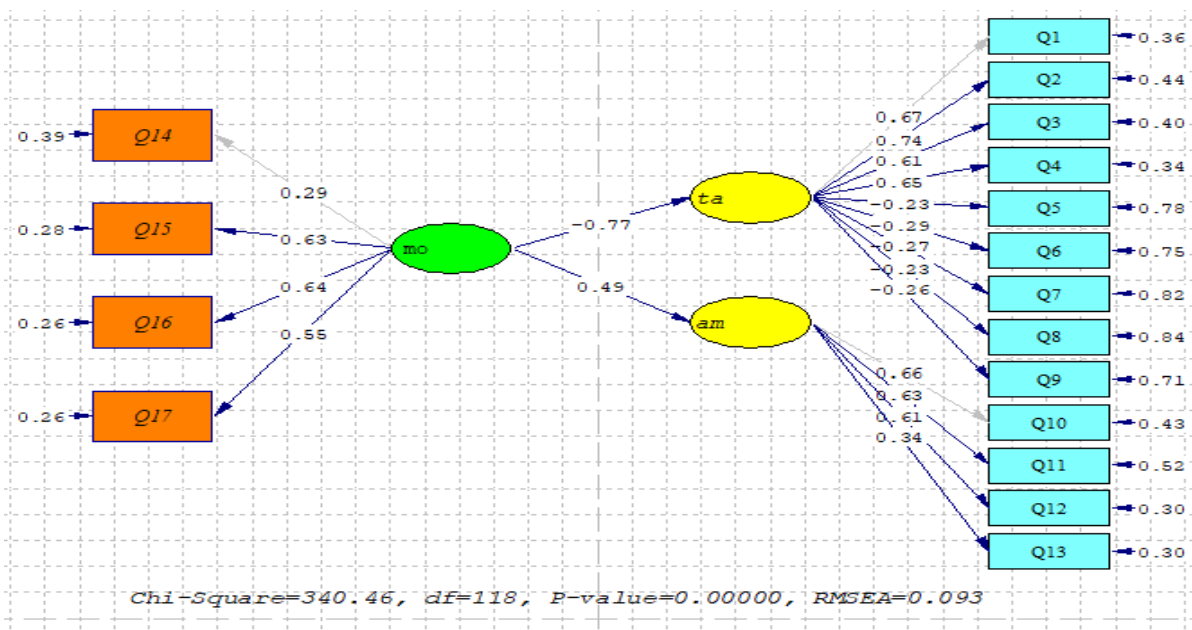 0.39
Q14
0.28
Q15
0.26
Q16
0.26
Q17
0.29
0.63
0.64
0.55
mo
-0.77
0.49
ta
am
0.67
0.74
0.61
0.65
-0.23
-0.29
-0.27
-0.23
-0.26
0.66
0.63
0.61
0.34
Q1 0.36
Q2 0.44
Q3 0.40
Q4 0.34
Q5 0.78
Q6 0.75
Q7 0.82
Q8 0.84
Q9 0.71
Q10 0.43
Q11 0.52
Q12 0.30
Q13 0.30
Chi-Square=340.46, df=118, P-value=0.00000, RMSEA=0.093